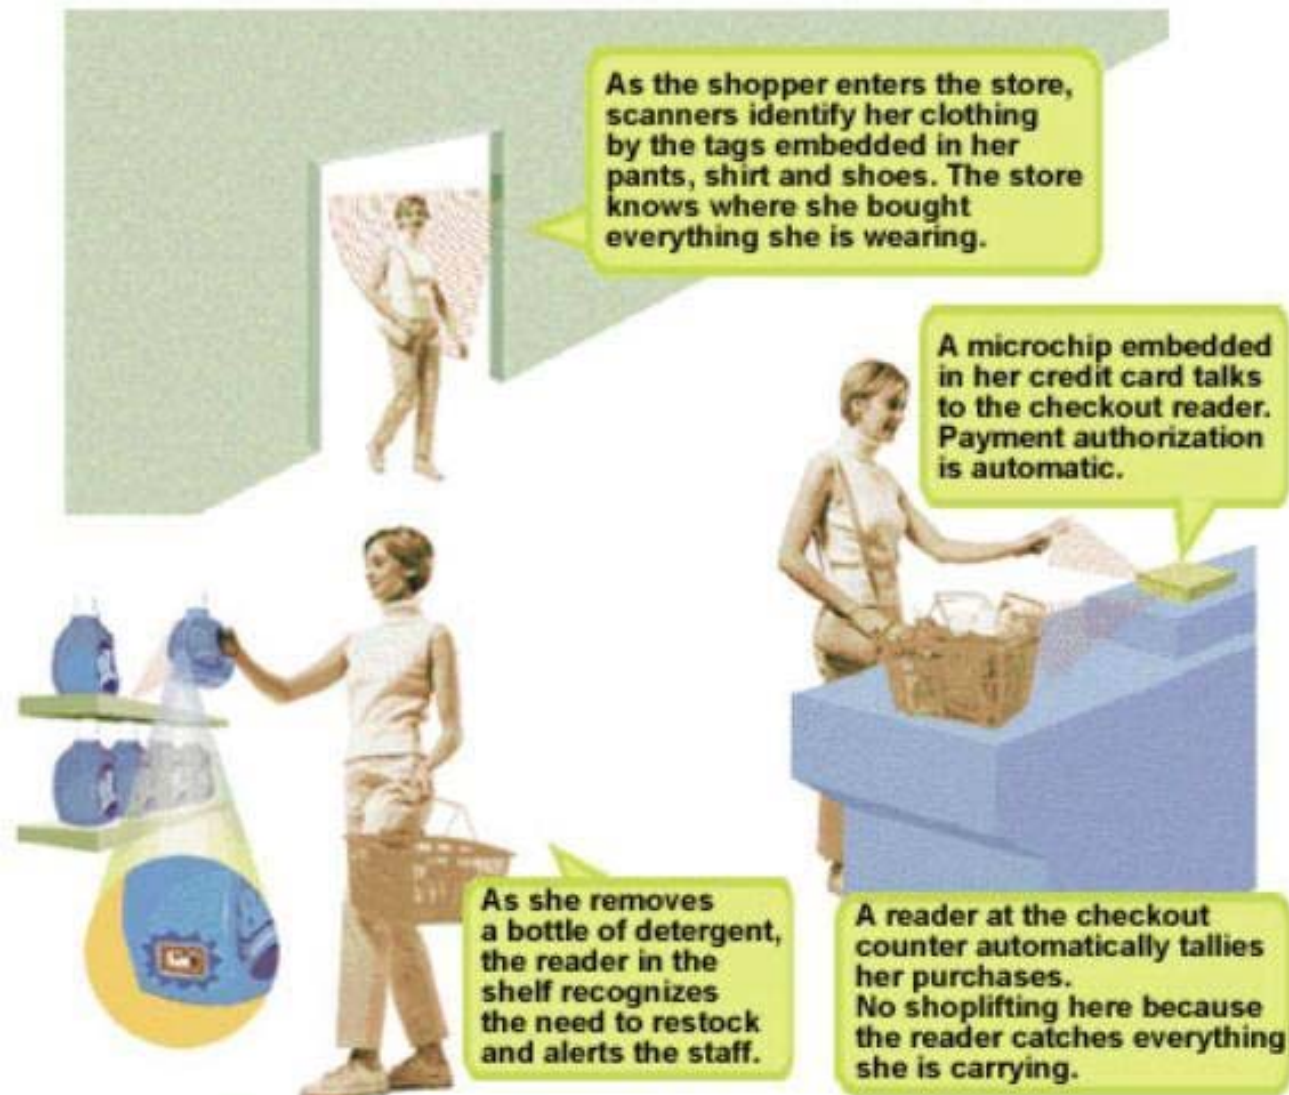 As the shopper enters the store,
scanners identify her clothing
by the tags embedded in her
pants, shirt and shoes. The store
knows where she bought
everything she is wearing.
A microchip embedded
in her credit card talks
to the checkout reader.
Payment authorization
is automatic.
As she removes
a bottle of detergent,
the reader in the
shelf recognizes
the need to restock
and alerts the staff.
A reader at the checkout
counter automatically tallies
her purchases.
No shoplifting here because
the reader catches everything
she is carrying.